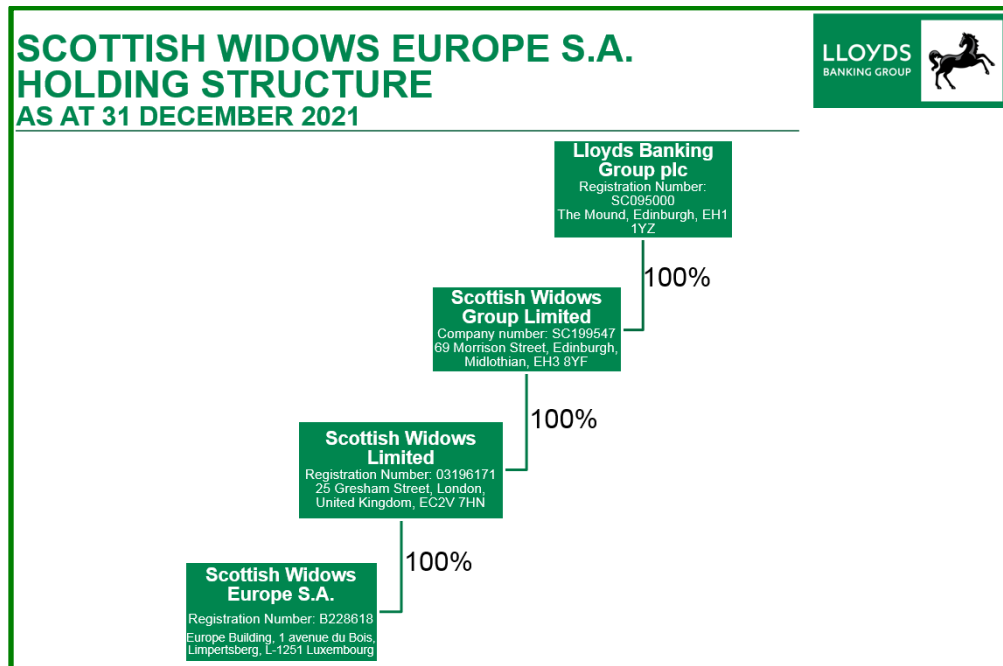 SCOTTISH WIDOWS EUROPE S.A.
HOLDING STRUCTURE
AS AT 31 DECEMBER 2021
LLOYDS
BANKING GROUP
Lloyds Banking
Group plc
Registration Number:
SC095000
The Mound, Edinburgh, EH1
1YZ
100%
Scottish Widows
Group Limited
Company number: SC199547
69 Morrison Street, Edinburgh,
Midlothian, EH3 8YF
100%
Scottish Widows
Limited
Registration Number: 03196171
25 Gresham Street, London,
United Kingdom, EC2V 7HN
100%
Scottish Widows
Europe S.A.
Registration Number: B228618
Europe Building, 1 avenue du Bois,
Limpertsberg, L-1251 Luxembourg